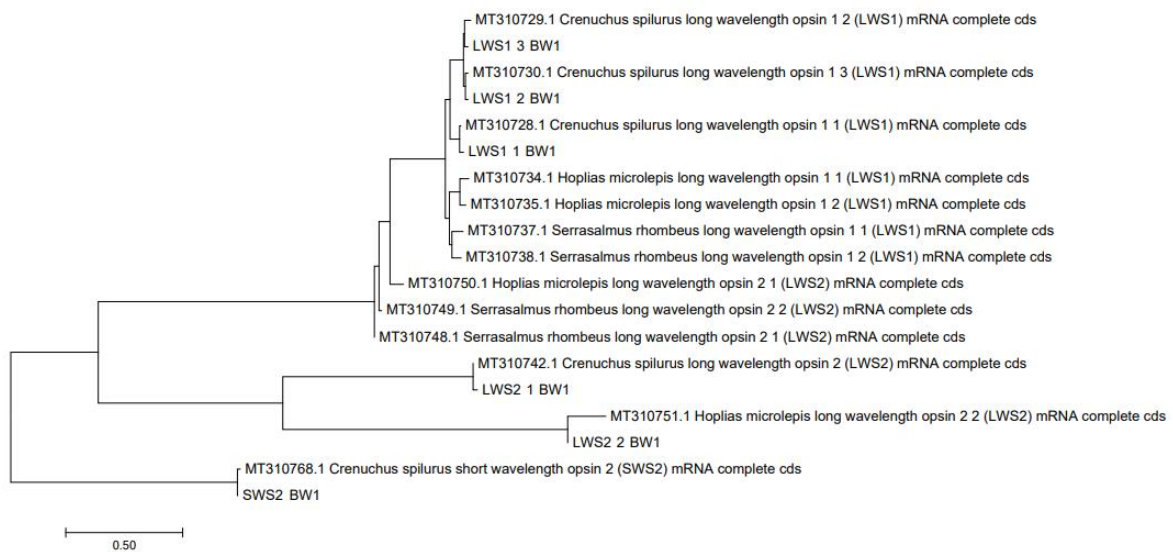 MT310729.1 Crenuchus spilurus long wavelength opsin 1 2 (LWS1) mRNA complete cds
LWS1 3 BW1
MT310730.1 Crenuchus spilurus long wavelength opsin 1 3 (LWS1) mRNA complete cds
LWS1 2 BW1
MT310728.1 Crenuchus spilurus long wavelength opsin 1 1 (LWS1) mRNA complete cds
LWS1 1 BW1
MT310734.1 Hoplias microlepis long wavelength opsin 1 1 (LWS1) mRNA complete cds
MT310735.1 Hoplias microlepis long wavelength opsin 1 2 (LWS1) mRNA complete cds
MT310737.1 Serrasalmus rhombeus long wavelength opsin 1 1 (LWS1) mRNA complete cds
MT310738.1 Serrasalmus rhombeus long wavelength opsin 1 2 (LWS1) mRNA complete cds
MT310750.1 Hoplias microlepis long wavelength opsin 2 1 (LWS2) mRNA complete cds
MT310749.1 Serrasalmus rhombeus long wavelength opsin 2 2 (LWS2) mRNA complete cds
MT310748.1 Serrasalmus rhombeus long wavelength opsin 2 1 (LWS2) mRNA complete cds
MT310742.1 Crenuchus spilurus long wavelength opsin 2 (LWS2) mRNA complete cds
LWS2 1 BW1
MT310751.1 Hoplias microlepis long wavelength opsin 2 2 (LWS2) mRNA complete cds
LWS2 2 BW1
MT310768.1 Crenuchus spilurus short wavelength opsin 2 (SWS2) mRNA complete cds
SWS2 BW1
0.50